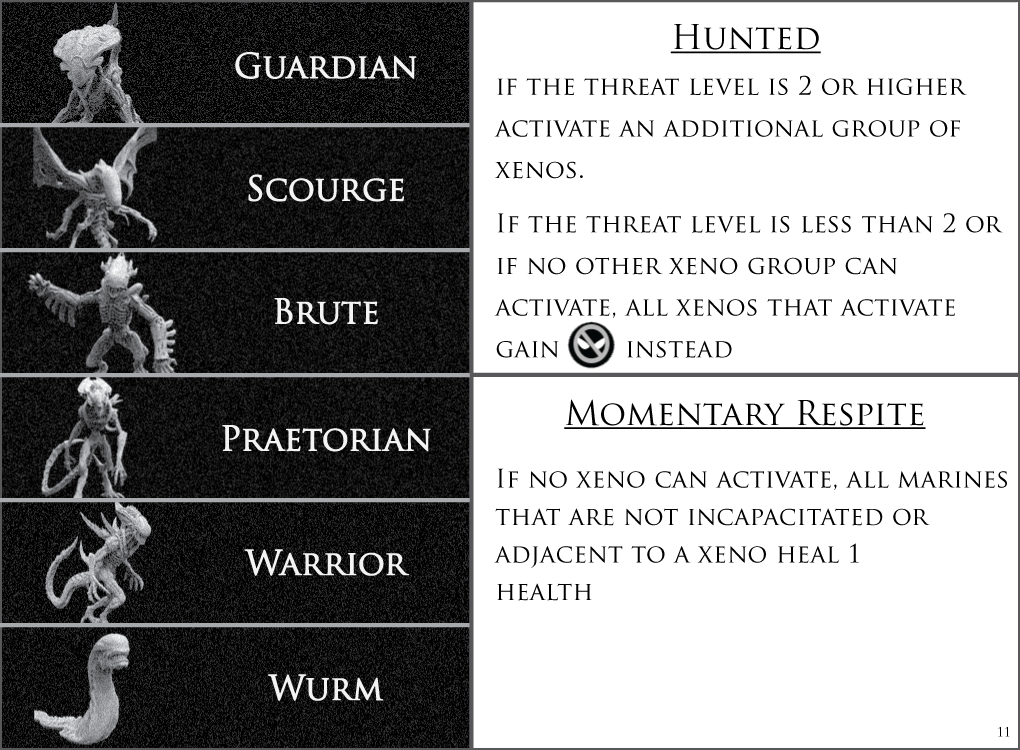 Guardian
Scourge
Brute
Praetorian
Warrior
Wurm
Hunted
if the threat level is 2 or higher
activate an additional group of
xenos.
If the threat level is less than 2 or
if no other xeno group can
activate, all xenos that activate
gain instead
Momentary Respite
If no xeno can activate, all marines
that are not incapacitated or
adjacent to a xeno heal 1
health
11